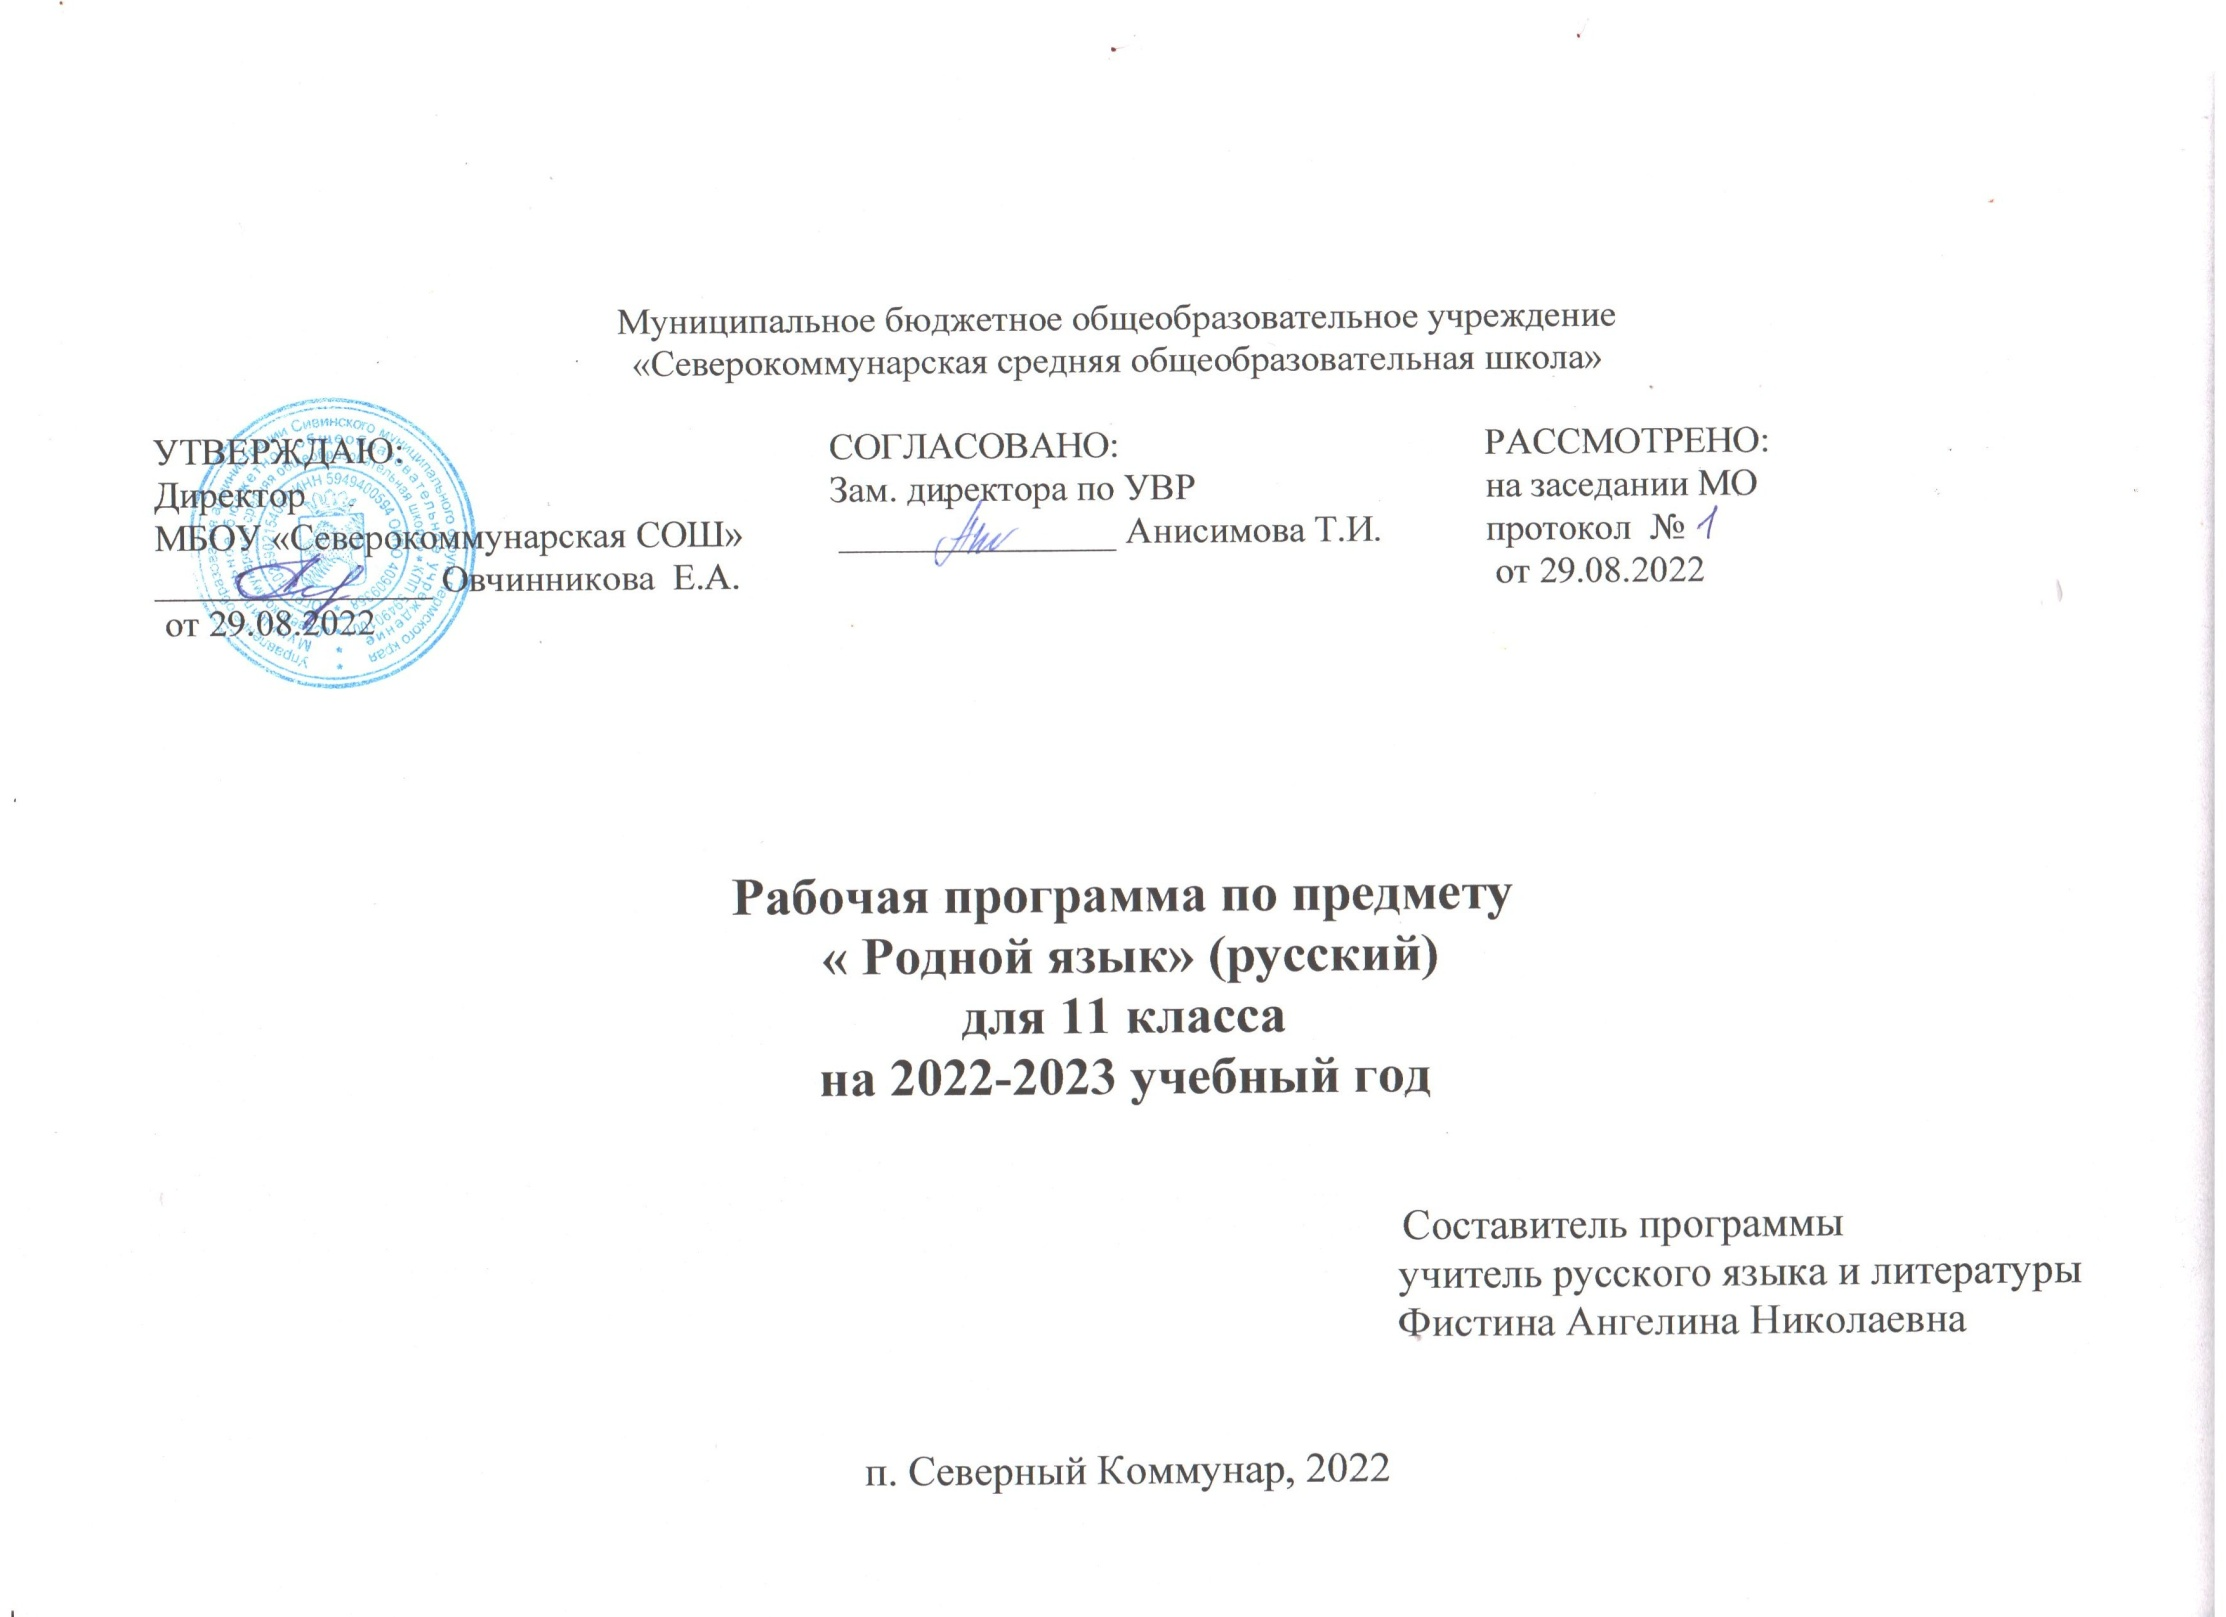 Муниципальное бюджетное общеобразовательное учреждение
«Северокоммунарская средняя общеобразовательная школа»
УТВЕРЖДАЮ:
Директор
МБОУ «Северокоммунарская СОШ»
________________ Овчинникова Е.А.
от 29.08.2022
СОГЛАСОВАНО:
Зам. директора по УВР
________________ Анисимова Т.И.
РАССМОТРЕНО:
на заседании МО
протокол № 1
от 29.08.2022
Рабочая программа по предмету
« Родной язык» (русский)
для 11 класса
на 2022-2023 учебный год
Составитель программы
учитель русского языка и литературы
Фистина Ангелина Николаевна
п. Северный Коммунар, 2022